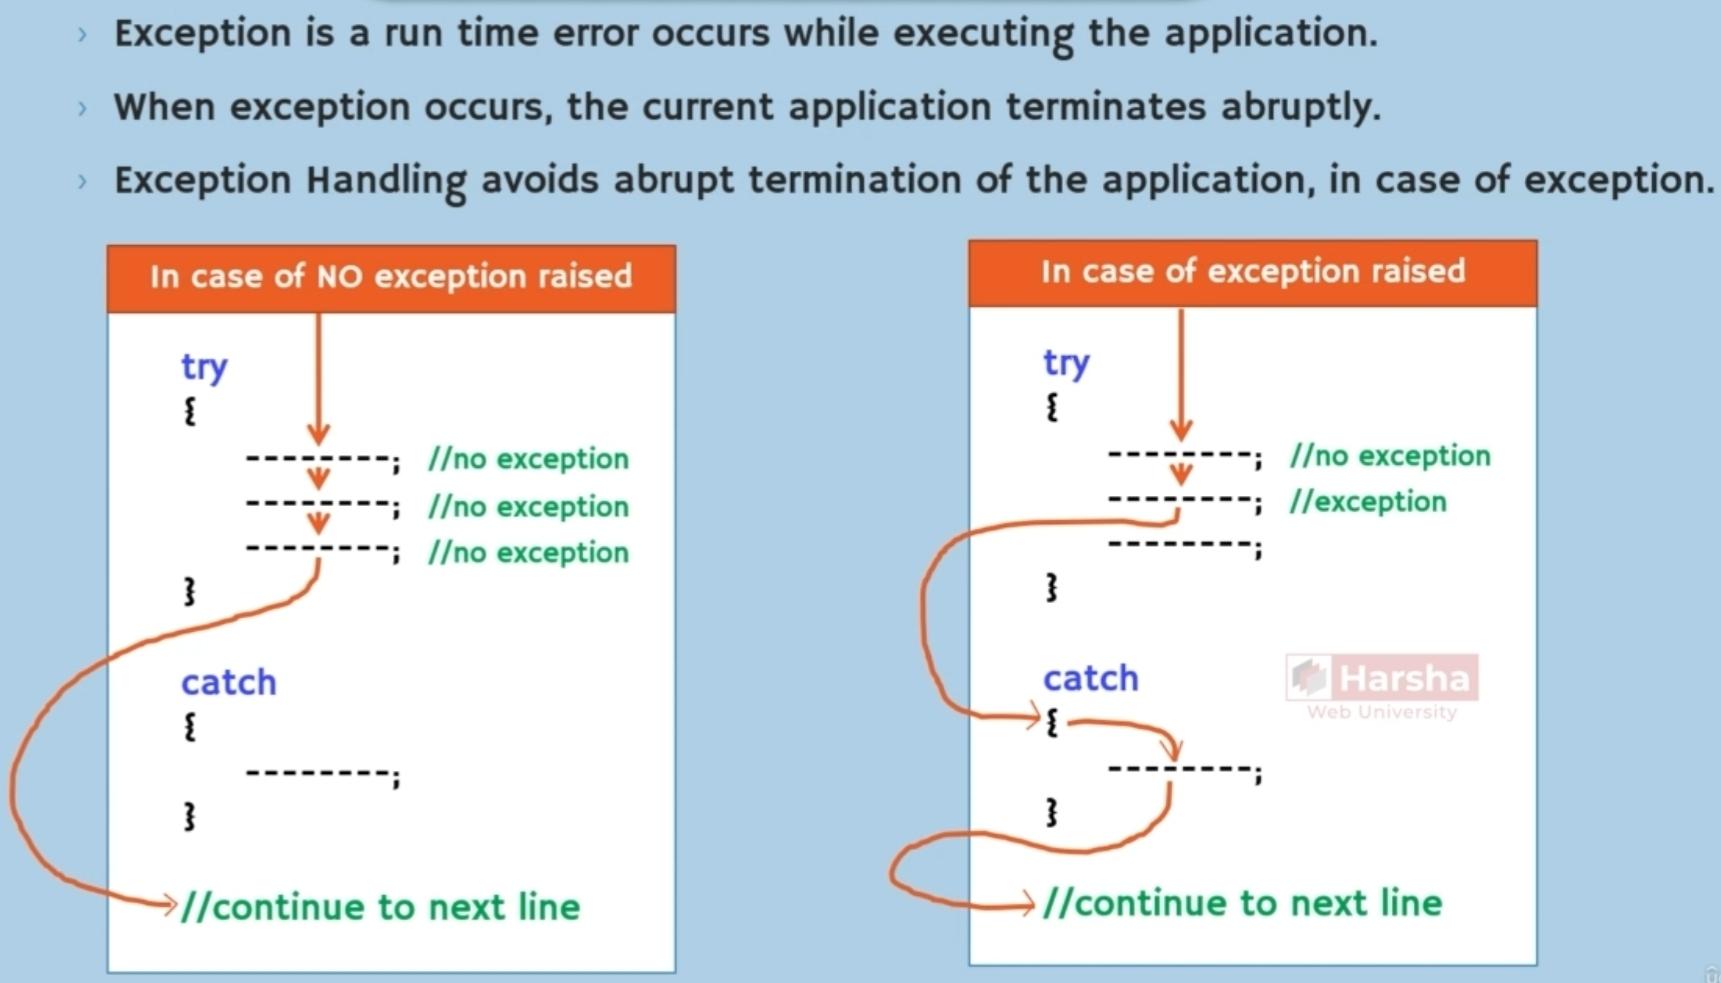 Exception is a run time error occurs while executing the application.
When exception occurs, the current application terminates abruptly.
Exception Handling avoids abrupt termination of the application, in case of exception.
In case of NO exception raised
try
{
--------; //no exception
--------; //no exception
--------; //no exception
}
catch
{
--------;
}
//continue to next line
In case of exception raised
try
{
--------; //no exception
--------; //exception
--------;
}
catch
{
--------;
}
//continue to next line
Harsha
Web University